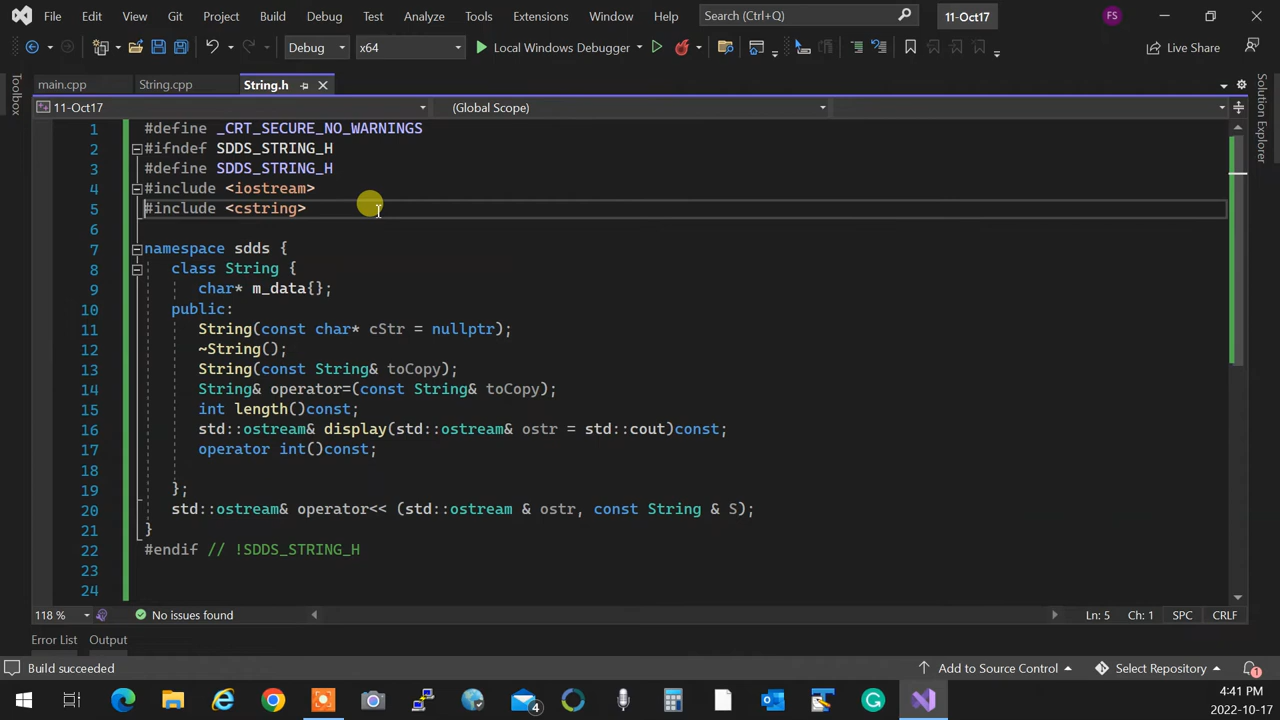 File Edit View Git Project Build Debug Test Analyze Tools Extensions Window Help Search (Ctrl+Q) 11-Oct17 FS
Debug x64 Local Windows Debugger Live Share
main.cpp String.cpp String.h
Toolbox
Solution Explorer
11-Oct17 (Global Scope)
1 #define _CRT_SECURE_NO_WARNINGS
2 #ifndef SDDS_STRING_H
3 #define SDDS_STRING_H
4 #include <iostream>
5 #include <cstring>
6
7 namespace sdds {
8 class String {
9 char* m_data{};
10 public:
11 String(const char* cStr = nullptr);
12 ~String();
13 String(const String& toCopy);
14 String& operator=(const String& toCopy);
15 int length()const;
16 std::ostream& display(std::ostream& ostr = std::cout)const;
17 operator int()const;
18
19 };
20 std::ostream& operator<< (std::ostream & ostr, const String & S);
21 }
22 #endif // !SDDS_STRING_H
23
24
118 % No issues found Ln: 5 Ch: 1 SPC CRLF
Error List Output
Build succeeded Add to Source Control Select Repository 1
4 4:41 PM
2022-10-17